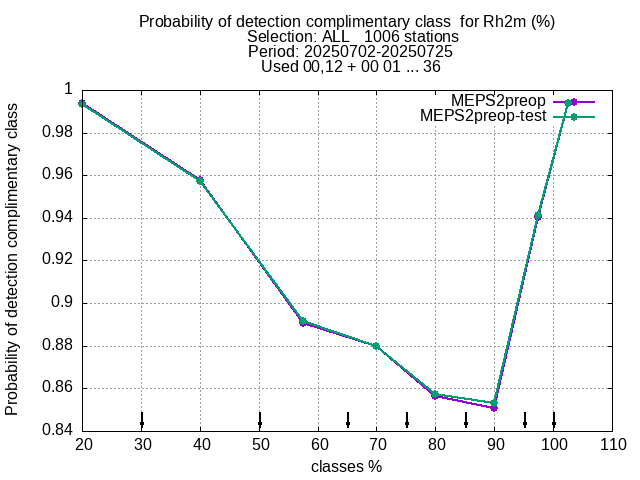 Probability of detection complimentary class  for Rh2m (%)
Selection: ALL   1006 stations
Period: 20250702-20250725
Used 00,12 + 00 01 ... 36
MEPS2preop
MEPS2preop-test
Probability of detection complimentary class
1
0.98
0.96
0.94
0.92
0.9
0.88
0.86
0.84
20 30 40 50 60 70 80 90 100 110
classes %